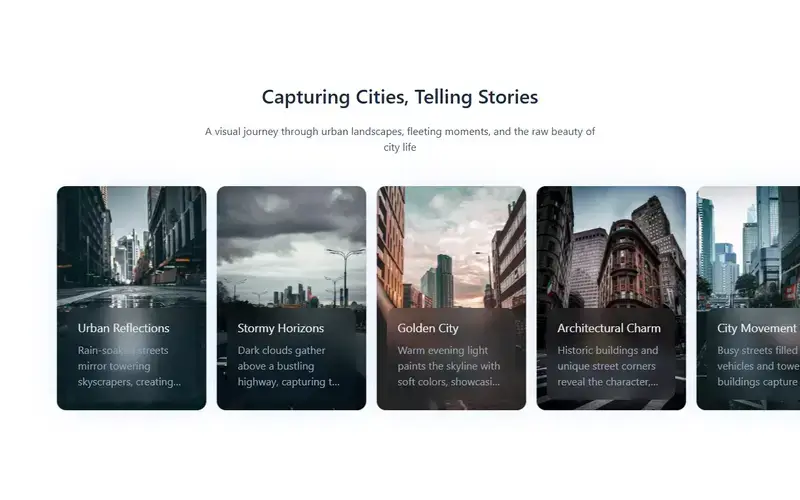 Capturing Cities, Telling Stories
A visual journey through urban landscapes, fleeting moments, and the raw beauty of
city life
Urban Reflections
Rain-soaked streets
mirror towering
skyscrapers, creating...
Stormy Horizons
Dark clouds gather
above a bustling
highway, capturing t...
Golden City
Warm evening light
paints the skyline with
soft colors, showcasi...
Architectural Charm
Historic buildings and
unique street corners
reveal the character,...
City Movement
Busy streets filled
vehicles and towe
buildings capture